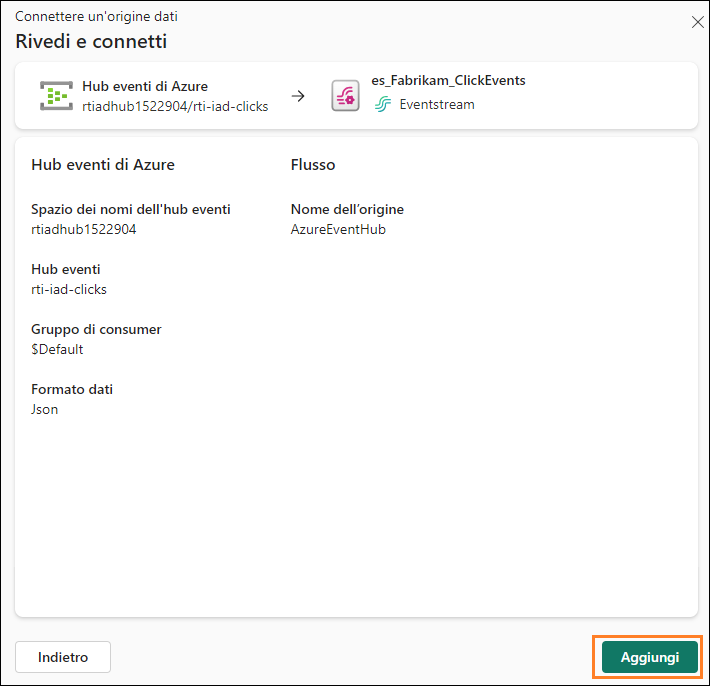 Connettere un'origine dati
Rivedi e connetti
Hub eventi di Azure
rtiadhub1522904/rti-iad-clicks
es_Fabrikam_ClickEvents
Eventstream
Hub eventi di Azure
Spazio dei nomi dell'hub eventi
rtiadhub1522904
Hub eventi
rti-iad-clicks
Gruppo di consumer
$Default
Formato dati
Json
Flusso
Nome dell’origine
AzureEventHub
Indietro
Aggiungi